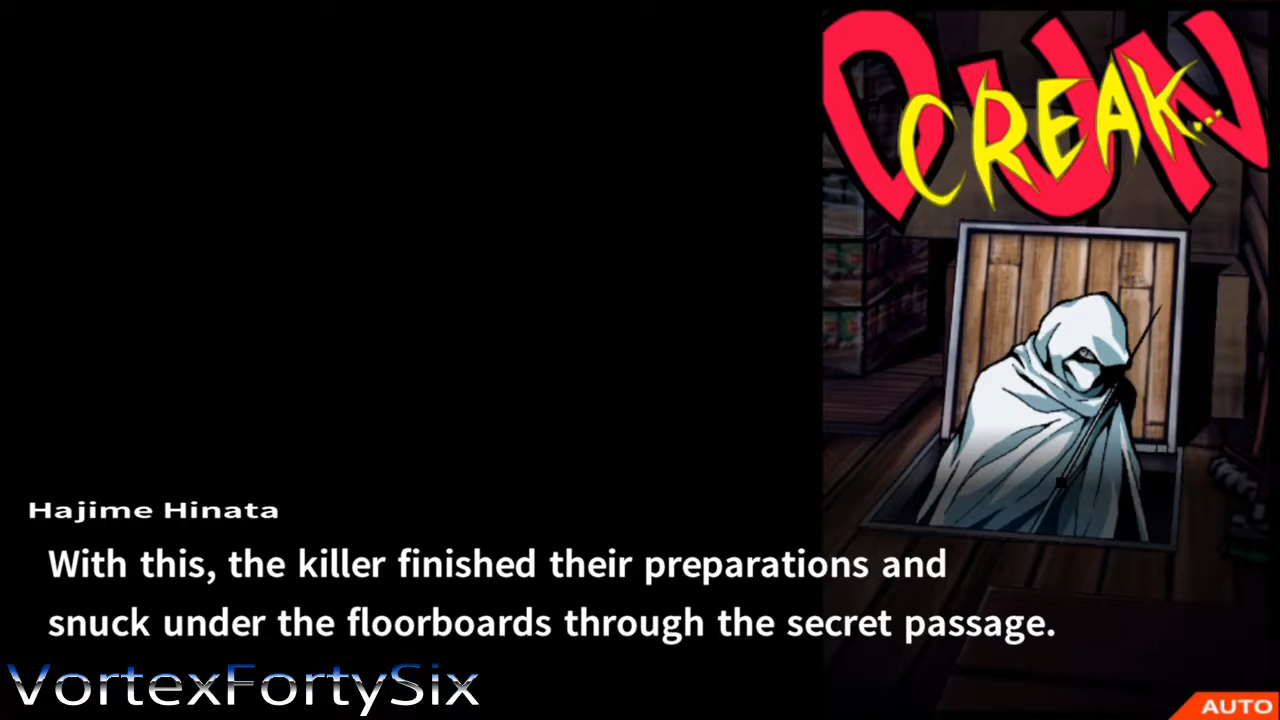 DUN
CREAK...
Hajime Hinata
With this, the killer finished their preparations and
snuck under the floorboards through the secret passage.
VortexFortySix
AUTO